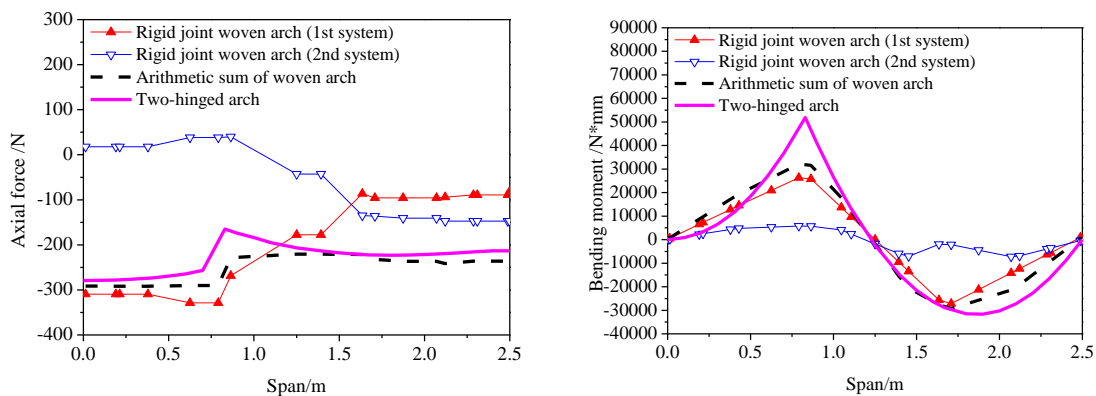 300
200
100
0
-100
-200
-300
-400
Axial force /N
Rigid joint woven arch (1st system)
Rigid joint woven arch (2nd system)
Arithmetic sum of woven arch
Two-hinged arch
0.0 0.5 1.0 1.5 2.0 2.5
Span/m
90000
80000
70000
60000
50000
40000
30000
20000
10000
0
-10000
-20000
-30000
-40000
Bending moment /N*mm
Rigid joint woven arch (1st system)
Rigid joint woven arch (2nd system)
Arithmetic sum of woven arch
Two-hinged arch
0.0 0.5 1.0 1.5 2.0 2.5
Span/m